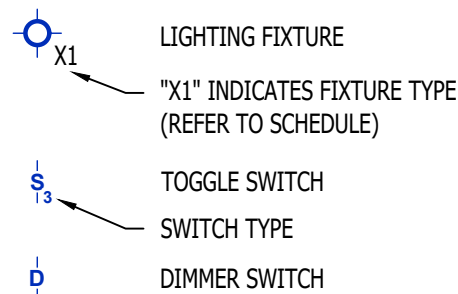 X1 LIGHTING FIXTURE
"X1" INDICATES FIXTURE TYPE
(REFER TO SCHEDULE)
S3 TOGGLE SWITCH
SWITCH TYPE
D DIMMER SWITCH